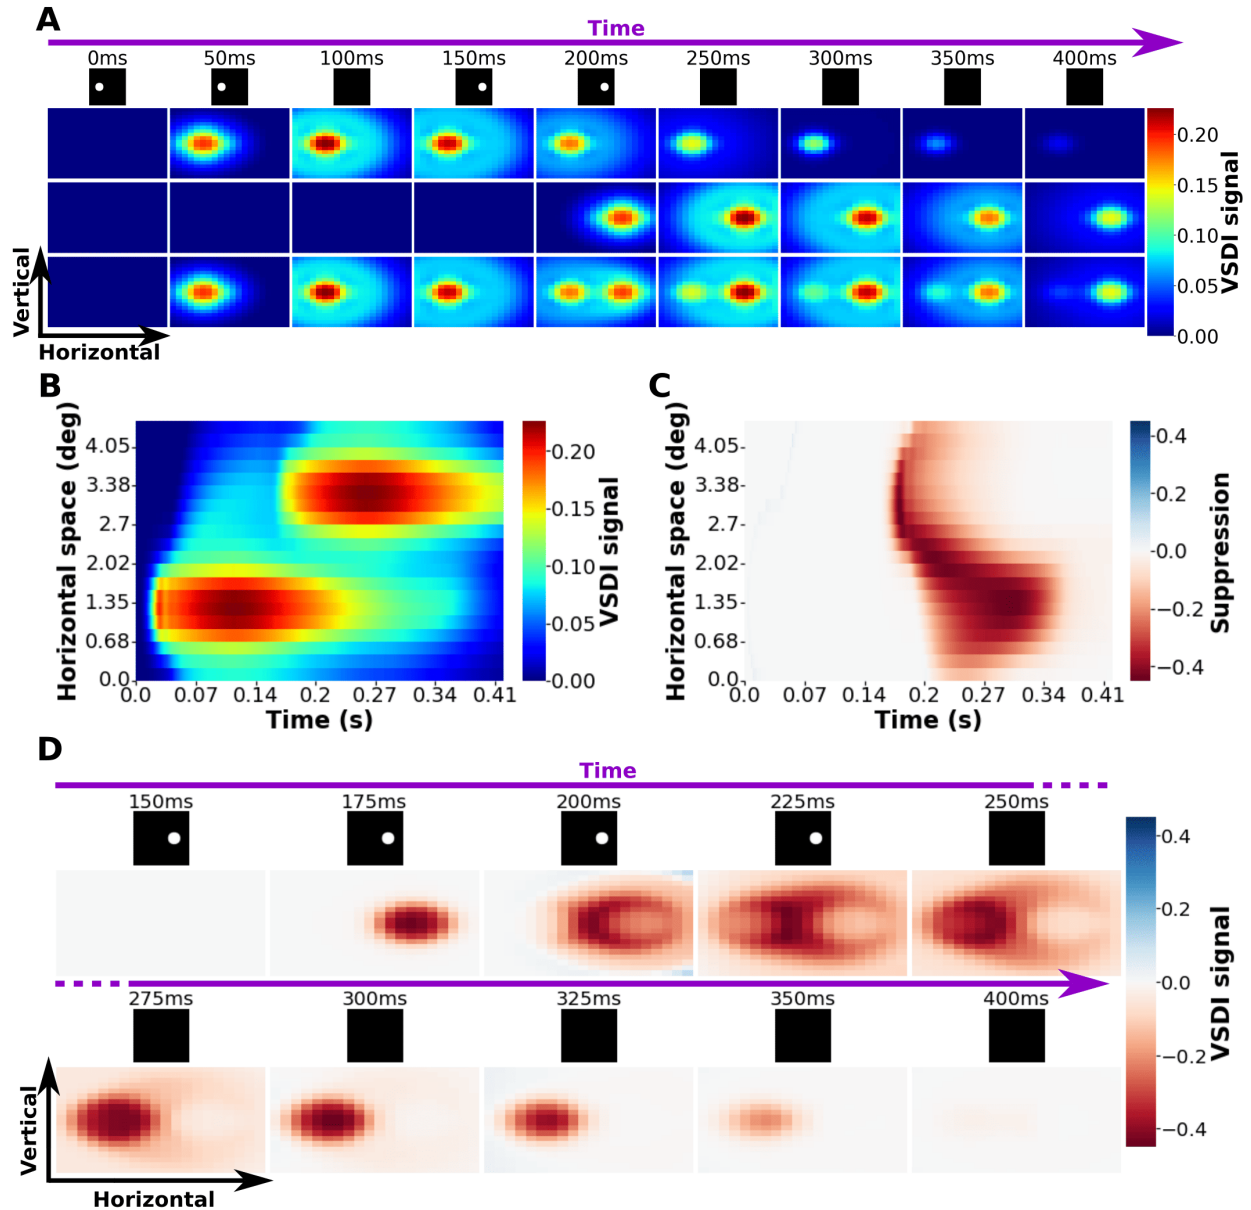 A
Time
0ms 50ms 100ms 150ms 200ms 250ms 300ms 350ms 400ms
0.20
0.15
0.10
0.05
0.00
VSDI signal
Vertical
Horizontal
B
Horizontal space (deg)
4.05
3.38
2.7
2.02
1.35
0.68
0.0
0.0 0.07 0.14 0.2 0.27 0.34 0.41
Time (s)
0.20
0.15
0.10
0.05
0.00
VSDI signal
C
Horizontal space (deg)
4.05
3.38
2.7
2.02
1.35
0.68
0.0
0.0 0.07 0.14 0.2 0.27 0.34 0.41
Time (s)
0.4
0.2
0.0
−0.2
−0.4
Suppression
D
Time
150ms 175ms 200ms 225ms 250ms
275ms 300ms 325ms 350ms 400ms
0.4
0.2
0.0
−0.2
−0.4
VSDI signal
Vertical
Horizontal